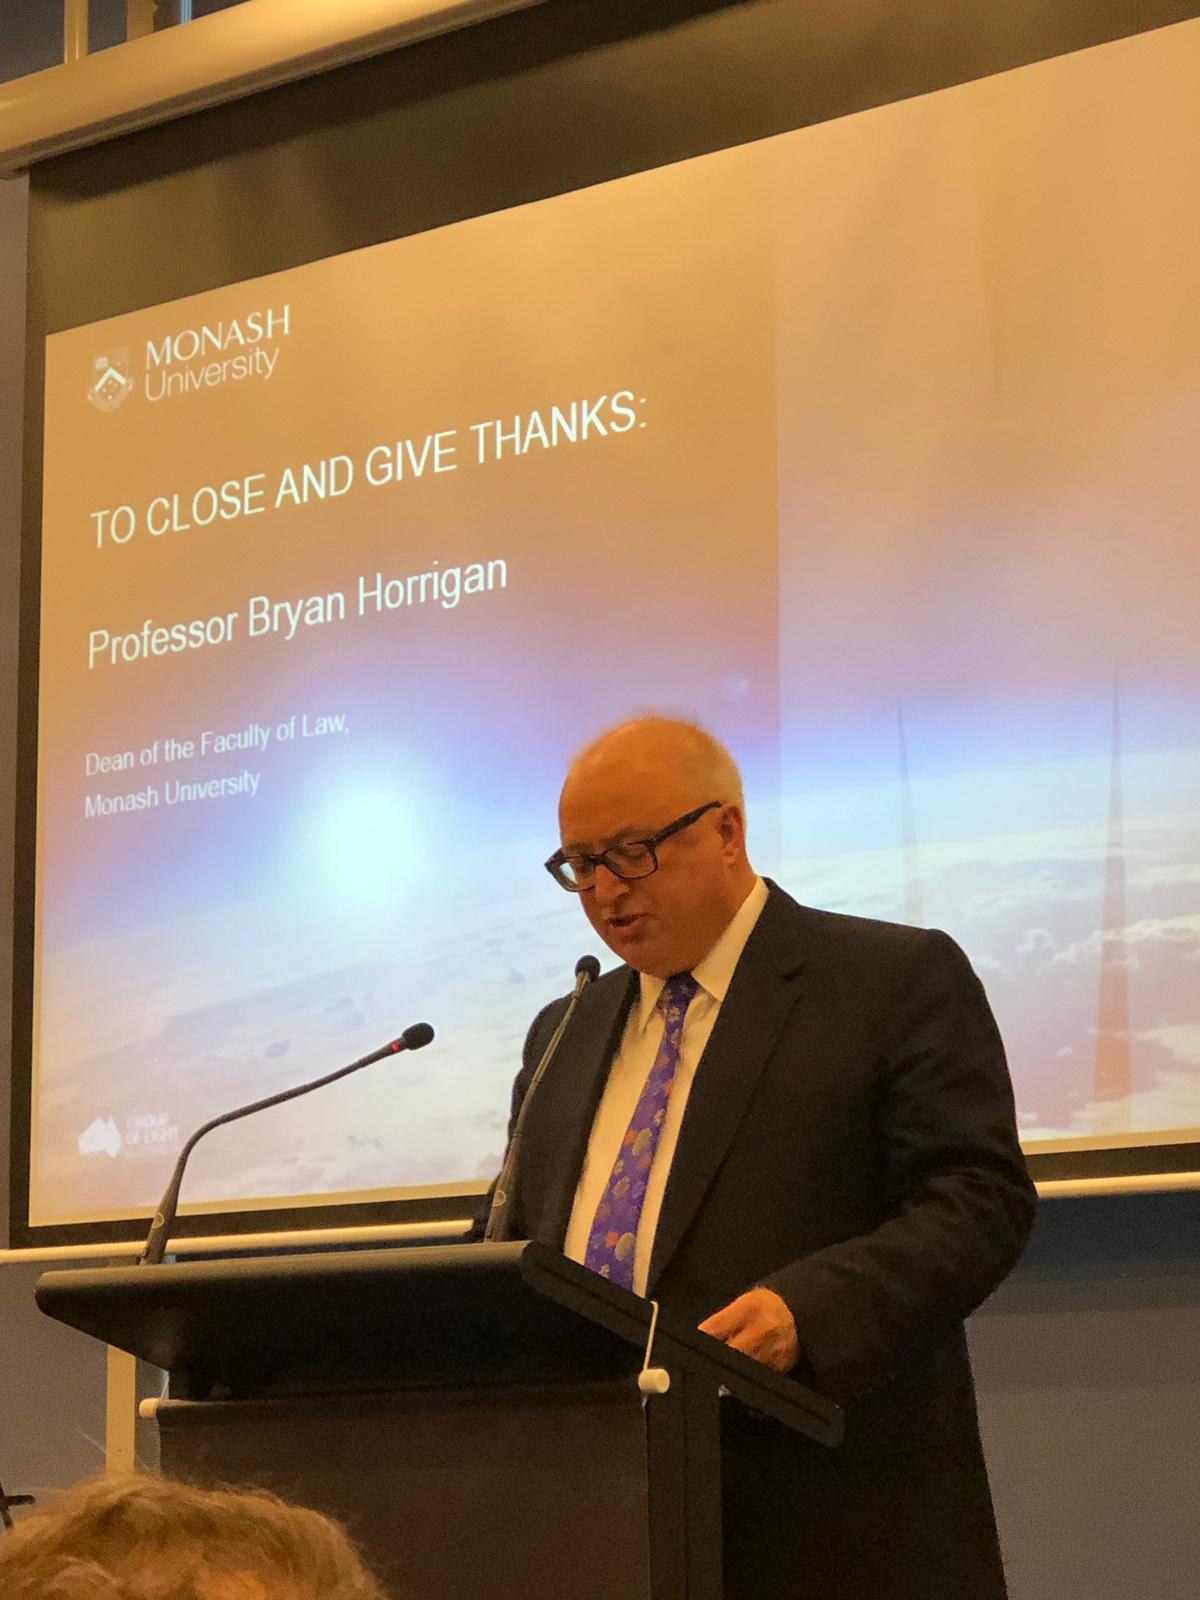 MONASH
University
TO CLOSE AND GIVE THANKS:
Professor Bryan Horrigan
Dean of the Faculty of Law,
Monash University
GROUP
OF EIGHT